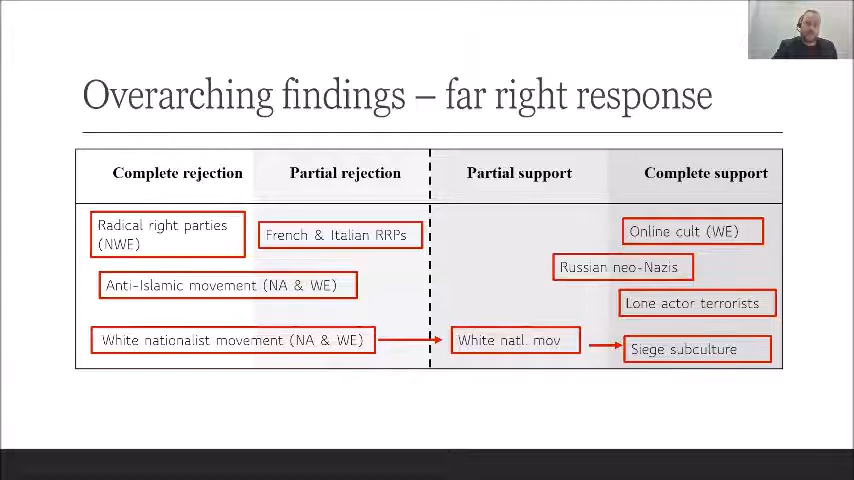 Overarching findings – far right response
Complete rejection
Partial rejection
Partial support
Complete support
Radical right parties
(NWE)
French & Italian RRPs
Online cult (WE)
Russian neo-Nazis
Anti-Islamic movement (NA & WE)
Lone actor terrorists
White nationalist movement (NA & WE)
White natl. mov
Siege subculture